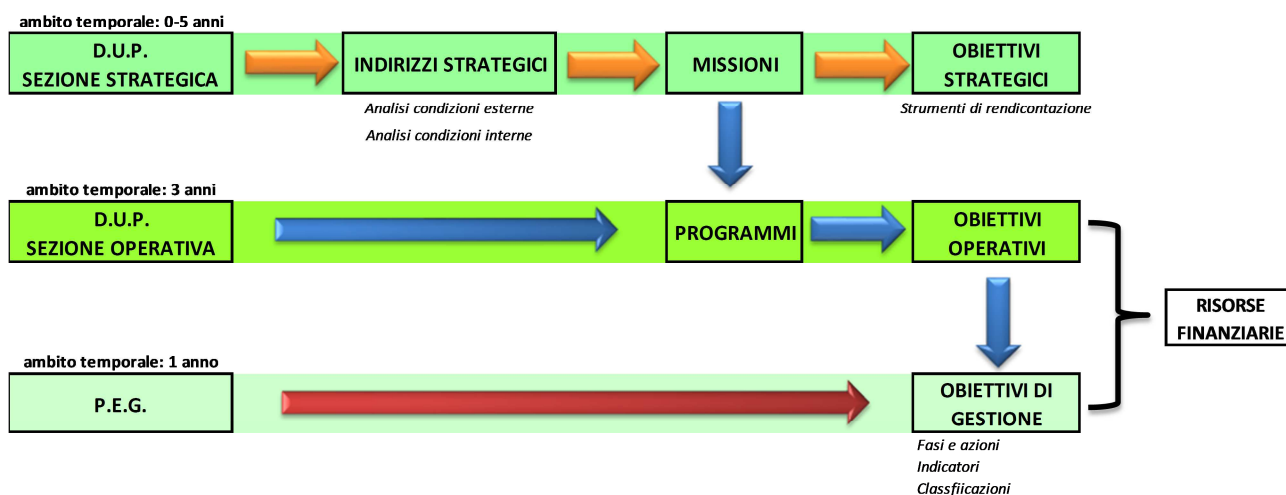 ambito temporale: 0-5 anni
D.U.P.
SEZIONE STRATEGICA
INDIRIZZI STRATEGICI
MISSIONI
OBIETTIVI
STRATEGICI
Analisi condizioni esterne
Analisi condizioni interne
Strumenti di rendicontazione
ambito temporale: 3 anni
D.U.P.
SEZIONE OPERATIVA
PROGRAMMI
OBIETTIVI
OPERATIVI
RISORSE
FINANZIARIE
ambito temporale: 1 anno
P.E.G.
OBIETTIVI DI
GESTIONE
Fasi e azioni
Indicatori
Classfiicazioni